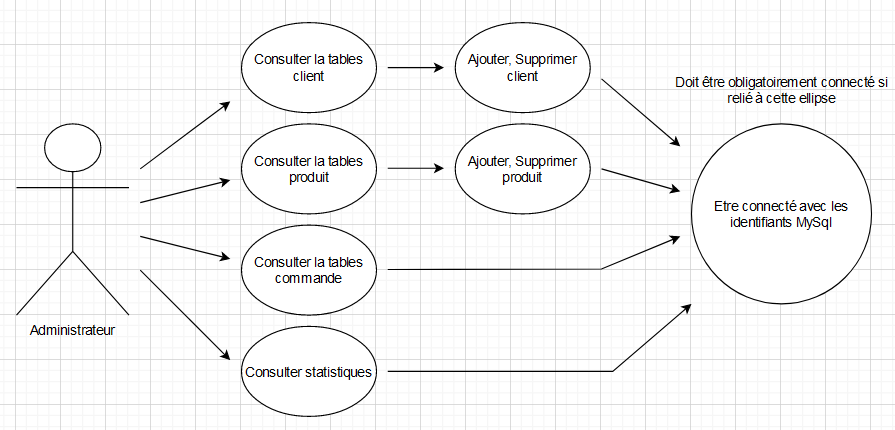 Consulter la tables
client
Ajouter, Supprimer
client
Doit être obligatoirement connecté si
relié à cette ellipse
Consulter la tables
produit
Ajouter, Supprimer
produit
Etre connecté avec les
identifiants MySql
Consulter la tables
commande
Administrateur
Consulter statistiques